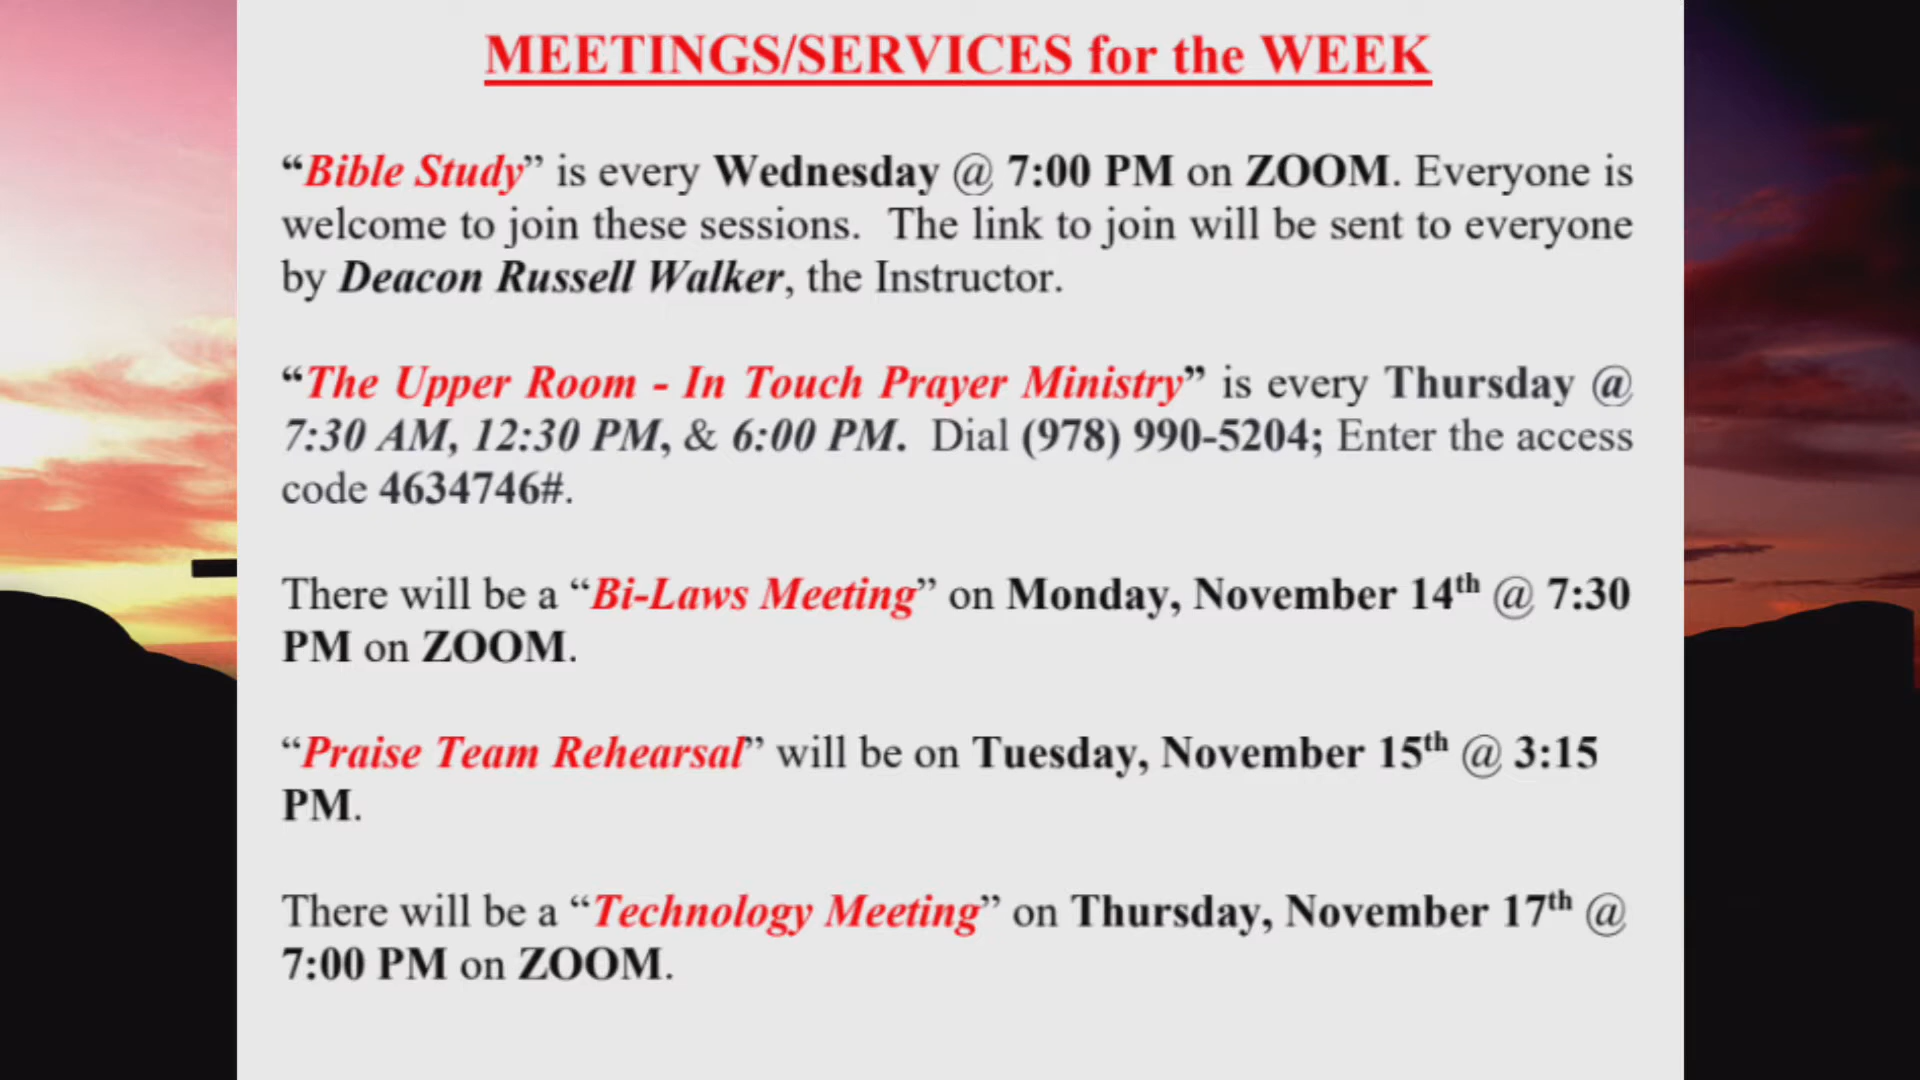 MEETINGS/SERVICES for the WEEK
“Bible Study” is every Wednesday @ 7:00 PM on ZOOM. Everyone is
welcome to join these sessions.  The link to join will be sent to everyone
by Deacon Russell Walker, the Instructor.
“The Upper Room - In Touch Prayer Ministry” is every Thursday @
7:30 AM, 12:30 PM, & 6:00 PM.  Dial (978) 990-5204; Enter the access
code 4634746#.
There will be a “Bi-Laws Meeting” on Monday, November 14th @ 7:30
PM on ZOOM.
“Praise Team Rehearsal” will be on Tuesday, November 15th @ 3:15
PM.
There will be a “Technology Meeting” on Thursday, November 17th @
7:00 PM on ZOOM.